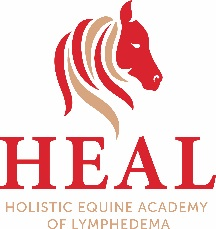 HEAL
HOLISTIC EQUINE ACADEMY
OF LYMPHEDEMA